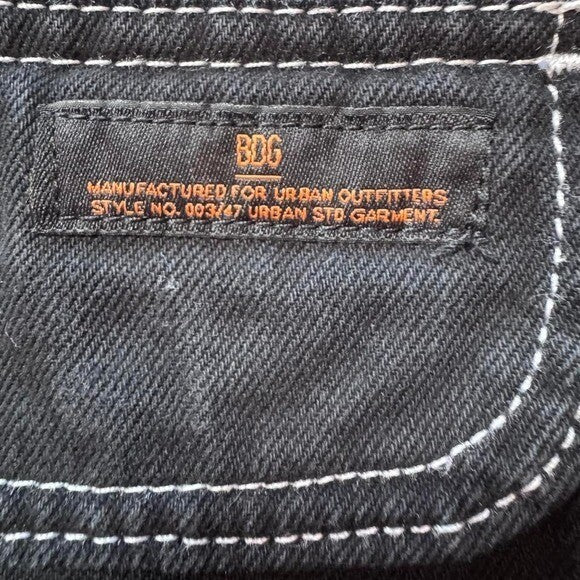 BDG
MANUFACTURED FOR URBAN OUTFITTERS
STYLE NO. 003/47 URBAN STD GARMENT.